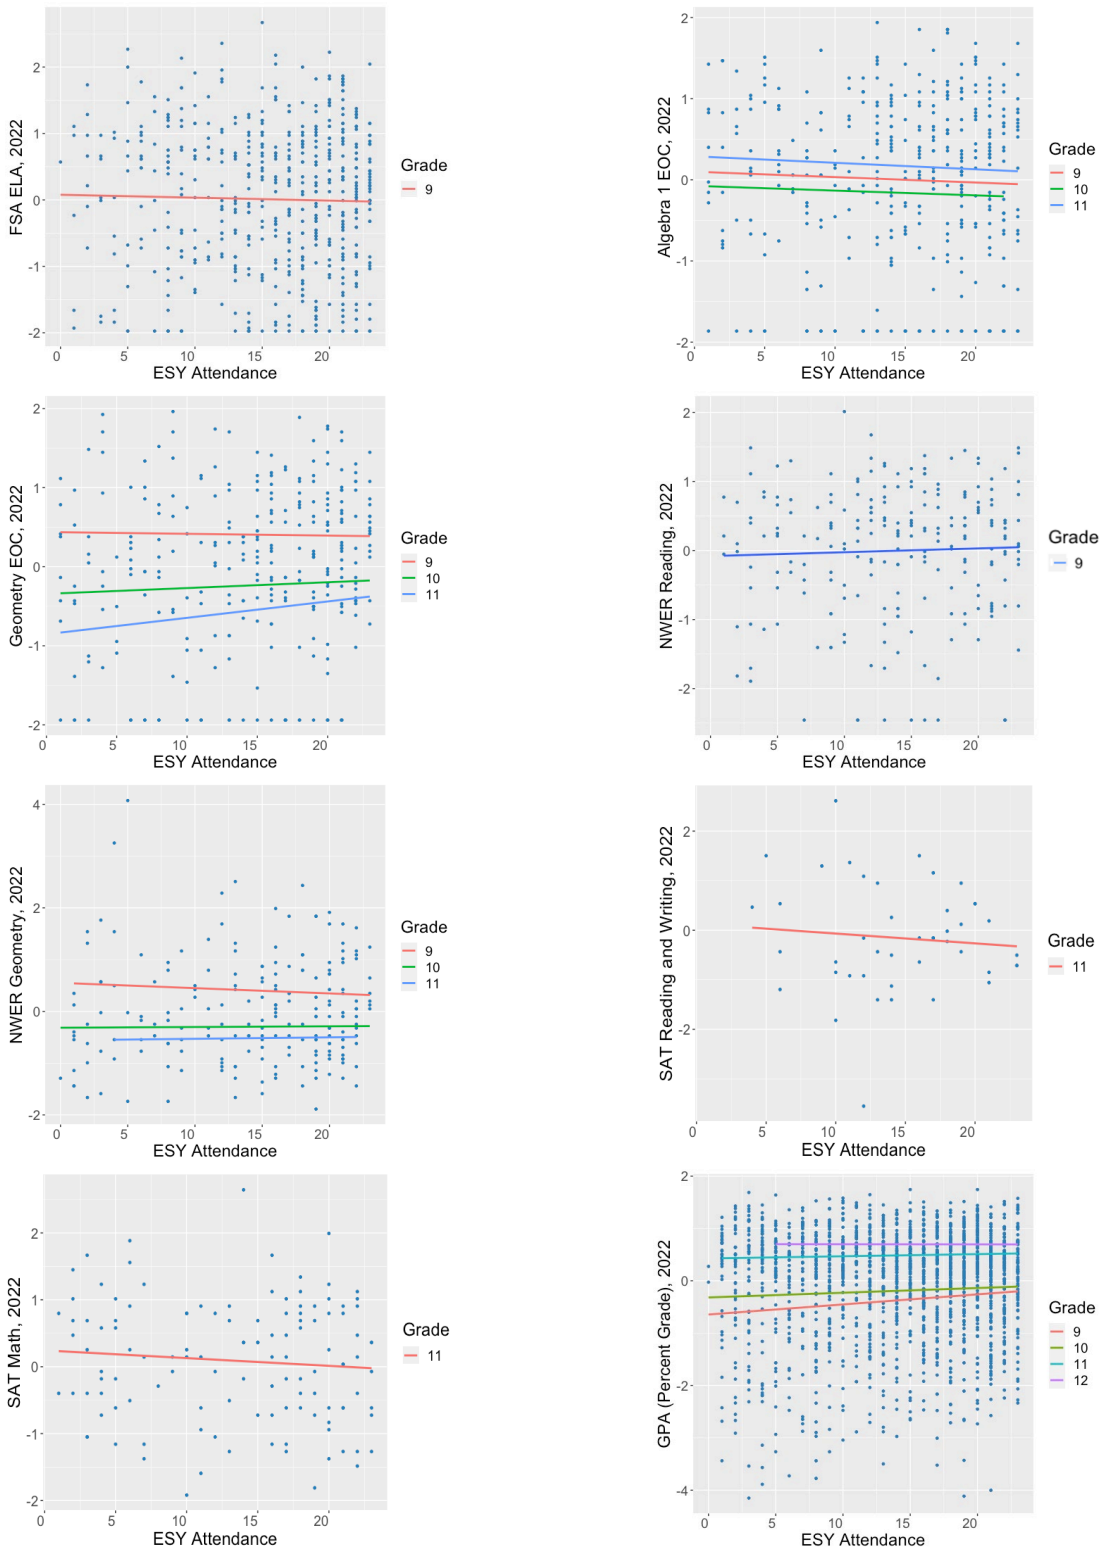 FSA ELA, 2022
2
1
0
-1
-2
0 5 10 15 20
ESY Attendance
Grade
9
Algebra 1 EOC, 2022
2
1
0
-1
-2
0 5 10 15 20
ESY Attendance
Grade
9
10
11
Geometry EOC, 2022
2
1
0
-1
-2
0 5 10 15 20
ESY Attendance
Grade
9
10
11
NWER Reading, 2022
2
1
0
-1
-2
0 5 10 15 20
ESY Attendance
Grade
9
NWER Geometry, 2022
4
2
0
-2
0 5 10 15 20
ESY Attendance
Grade
9
10
11
SAT Reading and Writing, 2022
2
0
-2
0 5 10 15 20
ESY Attendance
Grade
11
SAT Math, 2022
2
1
0
-1
-2
0 5 10 15 20
ESY Attendance
Grade
11
GPA (Percent Grade), 2022
2
0
-2
-4
0 5 10 15 20
ESY Attendance
Grade
9
10
11
12